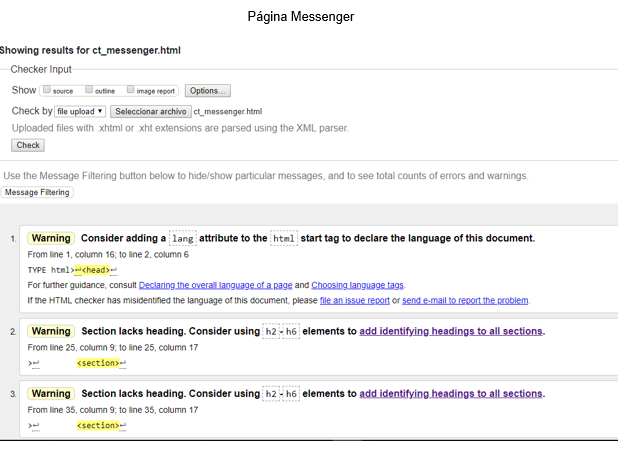 Página Messenger
Showing results for ct_messenger.html
Checker Input
Show source outline image report Options...
Check by file upload ▼ Seleccionar archivo ct_messenger.html
Uploaded files with .xhtml or .xht extensions are parsed using the XML parser.
Check
Use the Message Filtering button below to hide/show particular messages, and to see total counts of errors and warnings.
Message Filtering
1. Warning Consider adding a lang attribute to the html start tag to declare the language of this document.
From line 1, column 16; to line 2, column 6
TYPE html>↩<head>↩
For further guidance, consult Declaring the overall language of a page and Choosing language tags.
If the HTML checker has misidentified the language of this document, please file an issue report or send e-mail to report the problem.
2. Warning Section lacks heading. Consider using h2-h6 elements to add identifying headings to all sections.
From line 25, column 9; to line 25, column 17
>↩ <section>↩
3. Warning Section lacks heading. Consider using h2-h6 elements to add identifying headings to all sections.
From line 35, column 9; to line 35, column 17
>↩ <section>↩